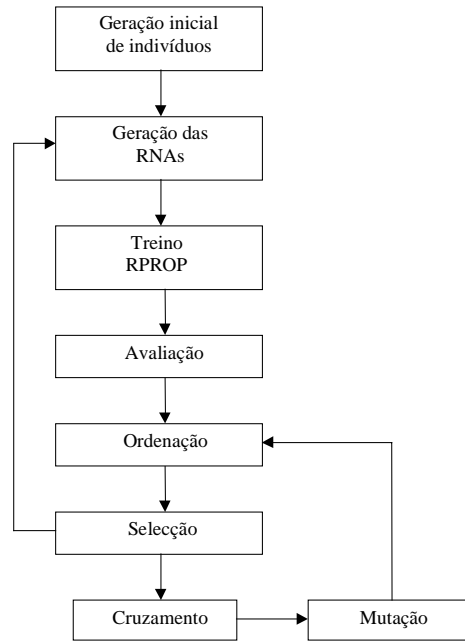 Geração inicial
de indivíduos
Geração das
RNAs
Treino
RPROP
Avaliação
Ordenação
Selecção
Cruzamento
Mutação